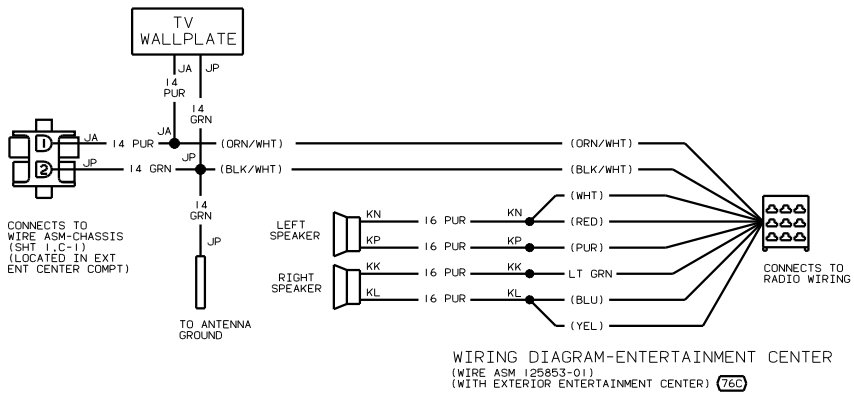 TV
WALLPLATE
JA
JP
14
PUR
14
GRN
JA
JA
14 PUR
(ORN/WHT)
(ORN/WHT)
1
JP
JP
14 GRN
(BLK/WHT)
(BLK/WHT)
2
14
GRN
JP
CONNECTS TO
WIRE ASM-CHASSIS
(SHT 1,C-1)
(LOCATED IN EXT
ENT CENTER COMPT)
TO ANTENNA
GROUND
LEFT
SPEAKER
RIGHT
SPEAKER
(WHT)
KN
16 PUR
KN
(RED)
KP
16 PUR
KP
(PUR)
KK
16 PUR
KK
LT GRN
KL
16 PUR
KL
(BLU)
(YEL)
CONNECTS TO
RADIO WIRING
WIRING DIAGRAM-ENTERTAINMENT CENTER
(WIRE ASM 125853-01)
(WITH EXTERIOR ENTERTAINMENT CENTER) 76C